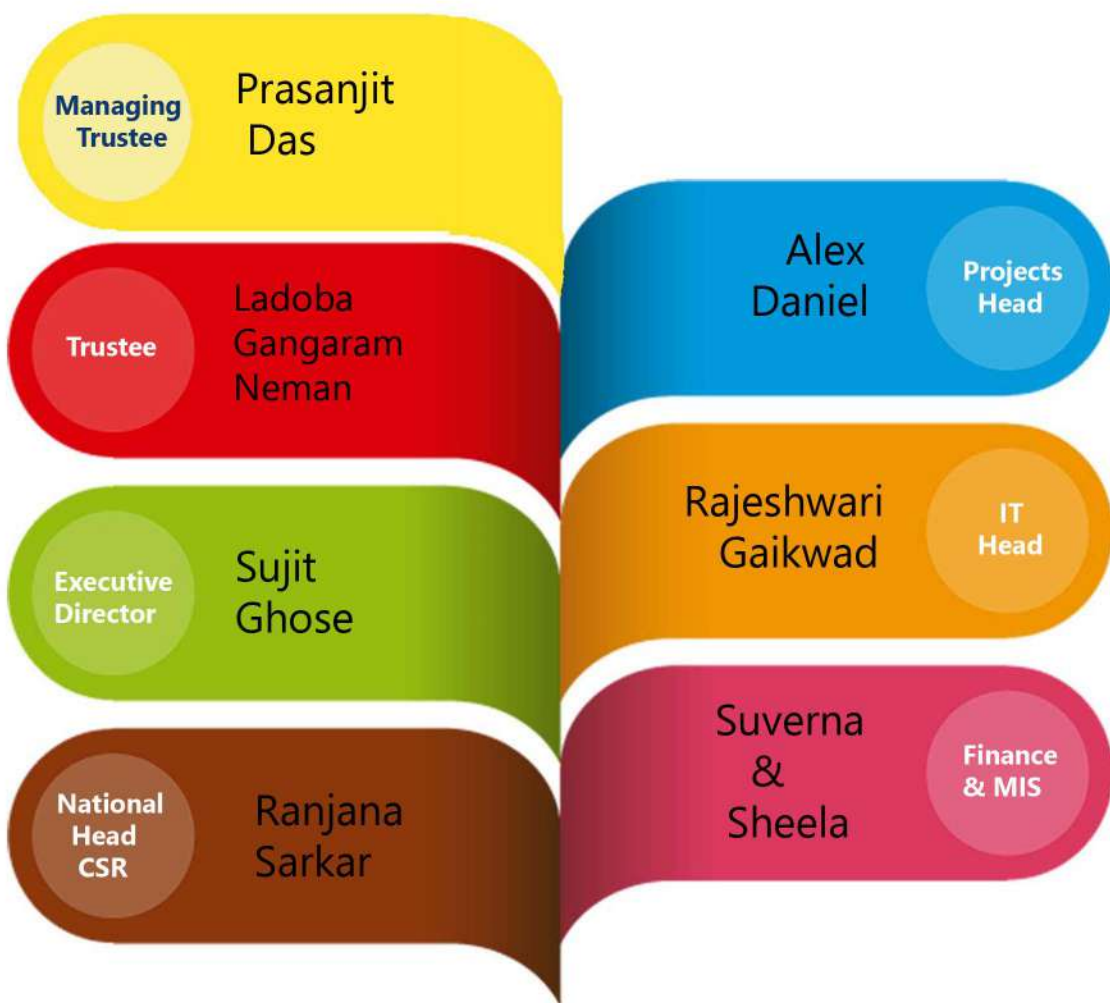 Managing
Trustee
Prasanjit
Das
Trustee
Ladoba
Gangaram
Neman
Executive
Director
Sujit
Ghose
National
Head
CSR
Ranjana
Sarkar
Alex
Daniel
Projects
Head
Rajeshwari
Gaikwad
IT
Head
Suverna
&
Sheela
Finance
& MIS